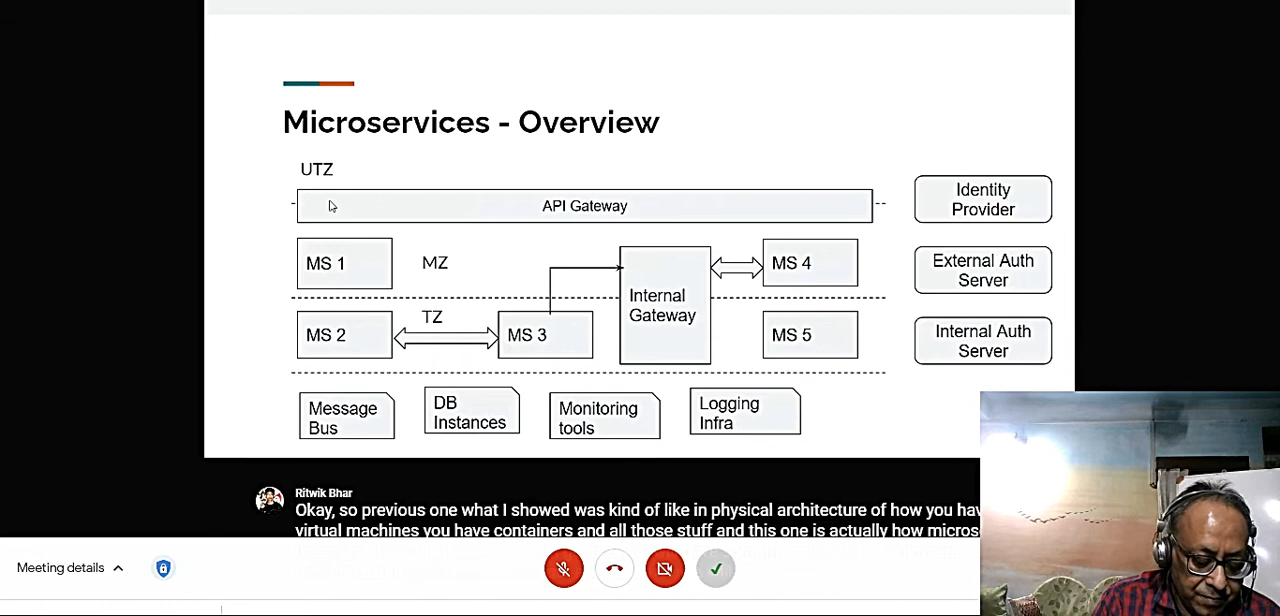 Microservices - Overview
UTZ
API Gateway
Identity
Provider
MS 1
MZ
MS 4
External Auth
Server
Internal
Gateway
MS 2
TZ
MS 3
MS 5
Internal Auth
Server
Message
Bus
DB
Instances
Monitoring
tools
Logging
Infra
Ritwik Bhar
Okay, so previous one what I showed was kind of like in physical architecture of how you hav
virtual machines you have containers and all those stuff and this one is actually how micros
Meeting details